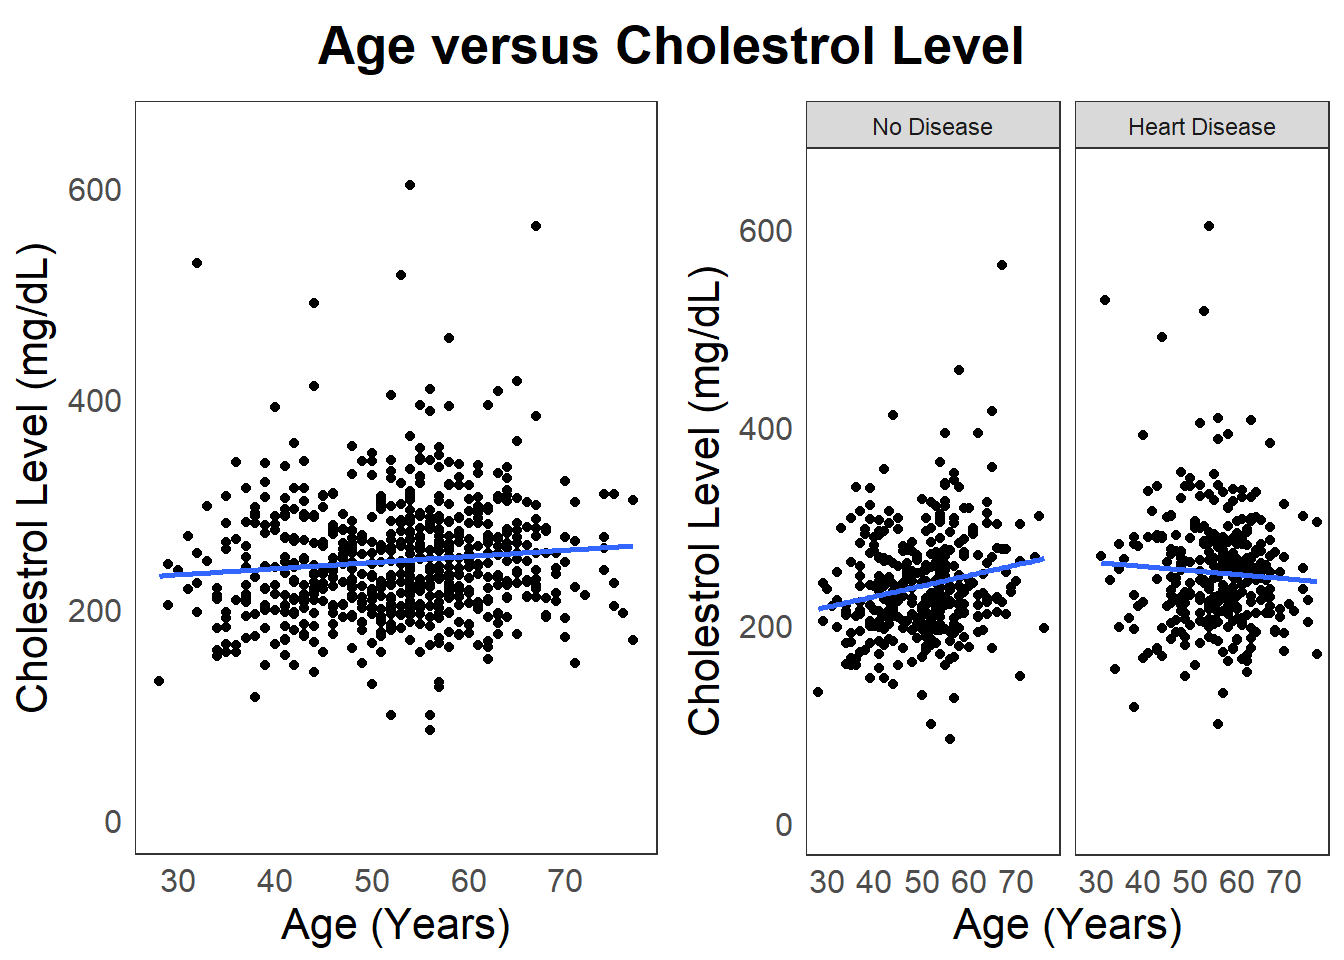 Age versus Cholestrol Level
Cholestrol Level (mg/dL)
600
400
200
0
30 40 50 60 70
Age (Years)
No Disease
Heart Disease
Cholestrol Level (mg/dL)
600
400
200
0
30 40 50 60 70
30 40 50 60 70
Age (Years)